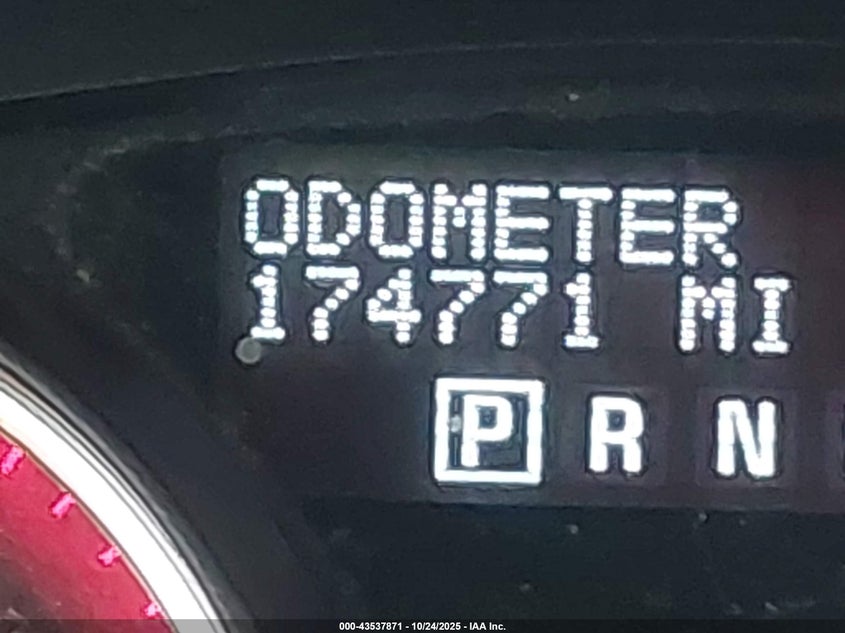 ODOMETER
174771 MI
P R N
000-43537871 - 10/24/2025 - IAA Inc.